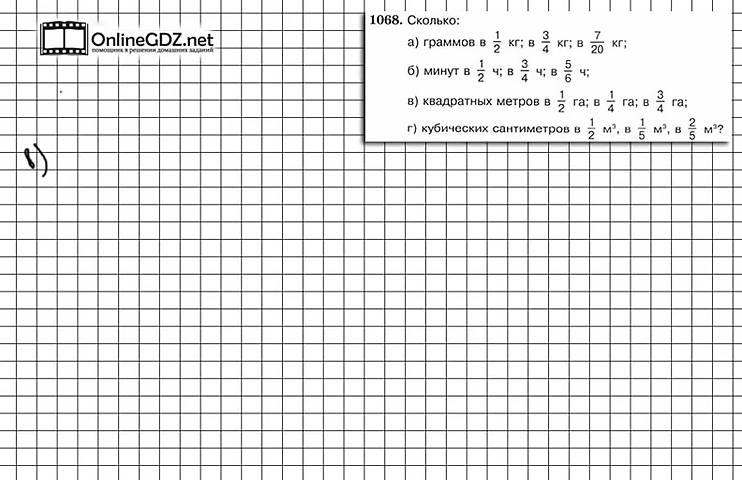 OnlineGDZ.net
помощник в решении домашних заданий
1068. Сколько:
а) граммов в 1/2 кг; в 3/4 кг; в 7/20 кг;
б) минут в 1/2 ч; в 3/4 ч; в 5/6 ч;
в) квадратных метров в 1/2 га; в 1/4 га; в 3/4 га;
г) кубических сантиметров в 1/2 м³, в 1/5 м³, в 2/5 м³?
в)